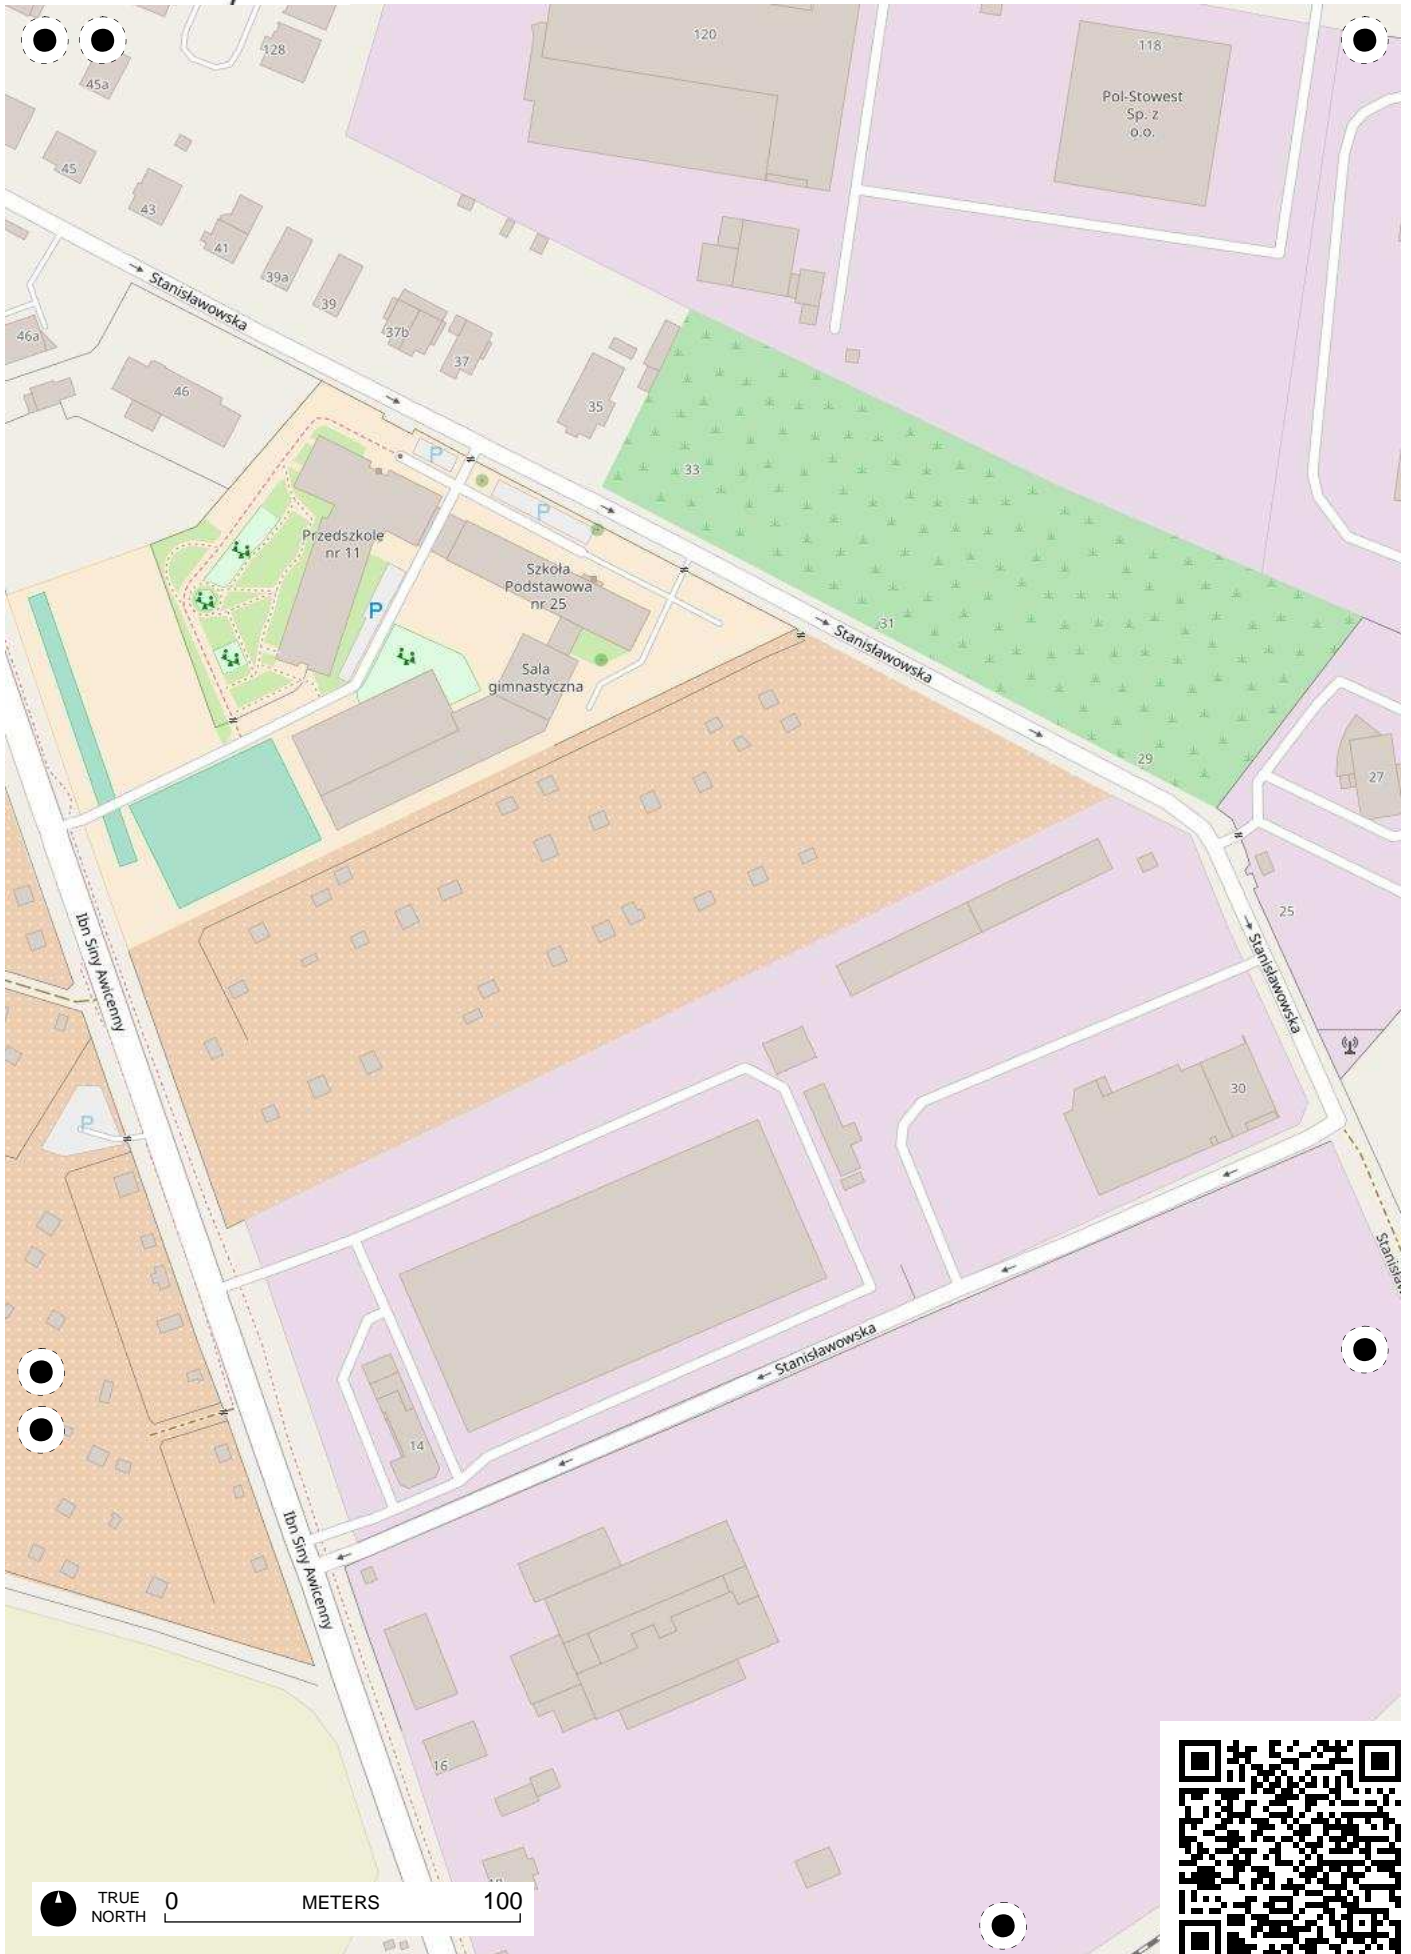 128
120
118
45a
Pol-Stowest
Sp. z
o.o.
45
43
41
39a
39
Stanisławowska
46a
37b
37
46
35
P
33
P
Przedszkole
nr 11
Szkoła
Podstawowa
nr 25
P
31
Stanisławowska
Sala
gimnastyczna
29
27
25
Ibn Siny Awicenny
Stanisławowska
30
P
Stanisławowska
14
Ibn Siny Awicenny
16
TRUE
NORTH
0 METERS 100